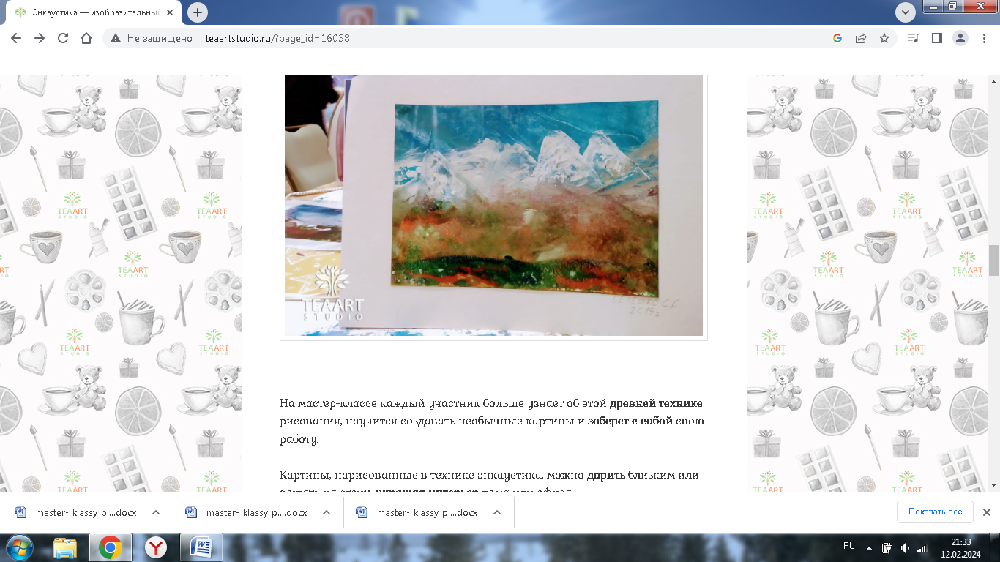 Энкаустика — изобразительный
Не защищено
teaartstudio.ru/?page_id=16038
TEAART
STUDIO
2019г
На мастер-классе каждый участник больше узнает об этой древней технике
рисования, научится создавать необычные картины и заберет с собой свою
работу.
Картины, нарисованные в технике энкаустика, можно дарить близким или
master-_klassy_p....docx
master-_klassy_p....docx
master-_klassy_p....docx
Показать все
RU
21:33
12.02.2024